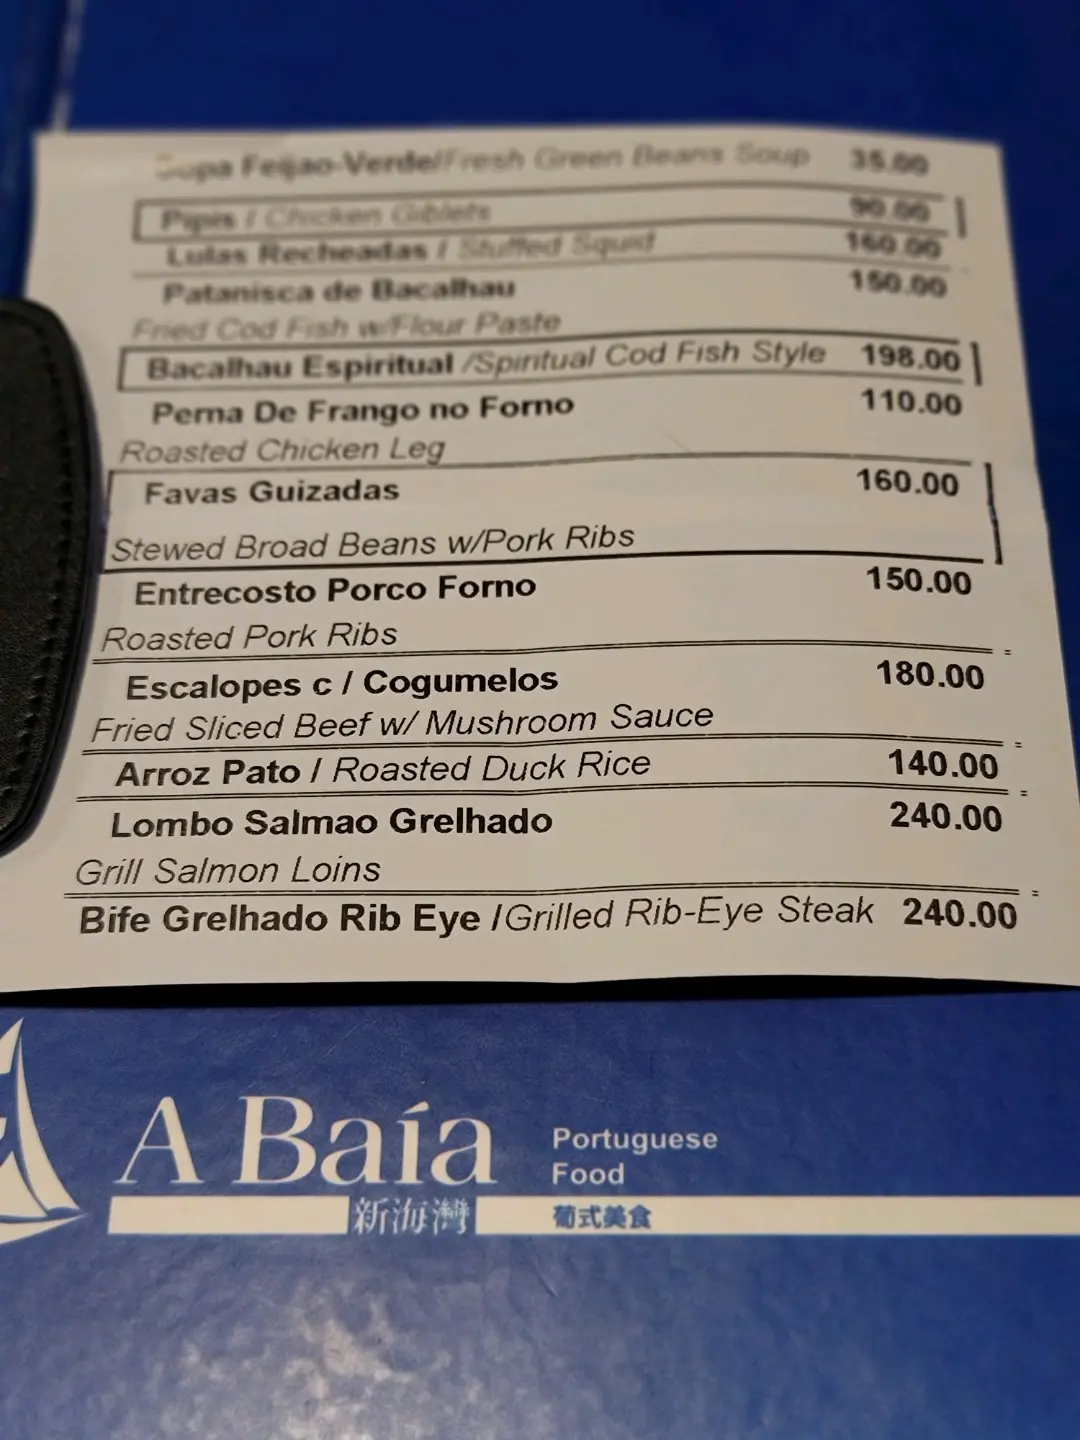 Sopa Feijao-Verde/Fresh Green Beans Soup 35.00
Pipis / Chicken Giblets 90.00
Lulas Recheadas / Stuffed Squid 160.00
Patanisca de Bacalhau 150.00
Fried Cod Fish w/Flour Paste
Bacalhau Espiritual /Spiritual Cod Fish Style 198.00
Perna De Frango no Forno 110.00
Roasted Chicken Leg
Favas Guizadas 160.00
Stewed Broad Beans w/Pork Ribs
Entrecosto Porco Forno 150.00
Roasted Pork Ribs
Escalopes c / Cogumelos 180.00
Fried Sliced Beef w/ Mushroom Sauce
Arroz Pato / Roasted Duck Rice 140.00
Lombo Salmao Grelhado 240.00
Grill Salmon Loins
Bife Grelhado Rib Eye /Grilled Rib-Eye Steak 240.00
A Baía
Portuguese
Food
新海灣 葡式美食